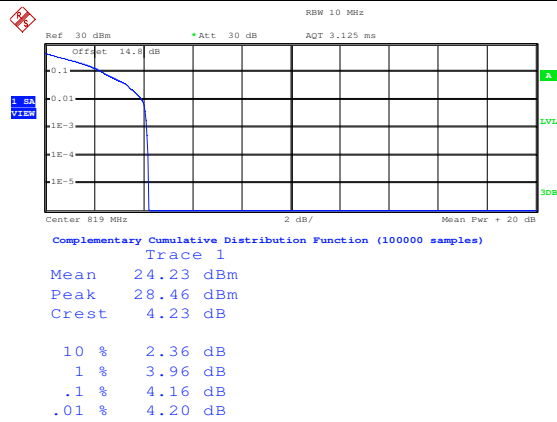 RBW 10 MHz
Ref 30 dBm * Att 30 dB AQT 3.125 ms
Offset 14.8 dB
0.1
A
0.01
1 SA
VIEW
1E-3
LVL
1E-4
1E-5
3DB
Center 819 MHz 2 dB/ Mean Pwr + 20 dB
Complementary Cumulative Distribution Function (100000 samples)
Trace 1
Mean 24.23 dBm
Peak 28.46 dBm
Crest 4.23 dB
10 % 2.36 dB
1 % 3.96 dB
.1 % 4.16 dB
.01 % 4.20 dB